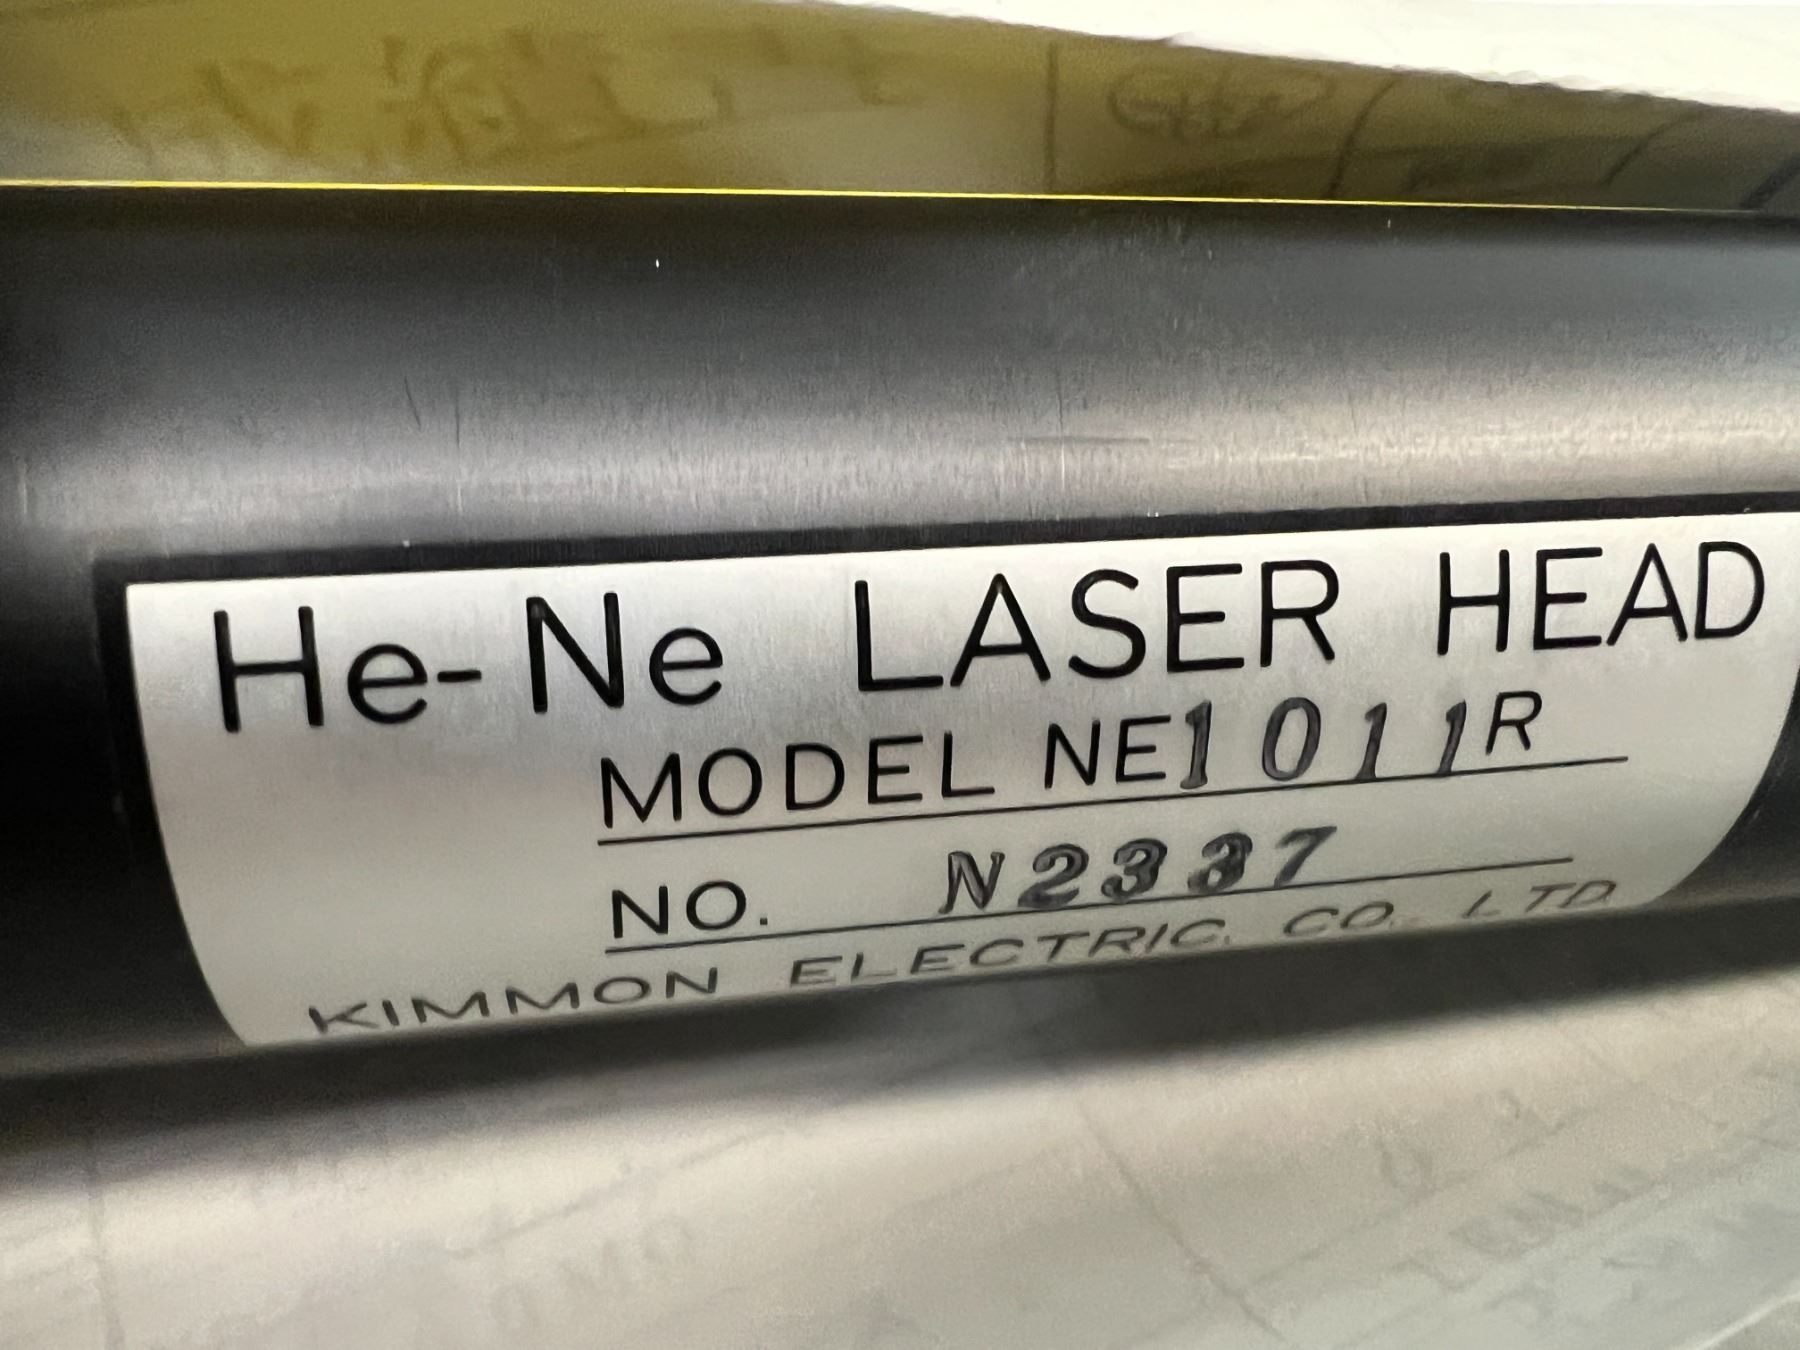 He-Ne LASER HEAD
MODEL NE1011R
NO. N2337
KIMMON ELECTRIC. CO. LTD.